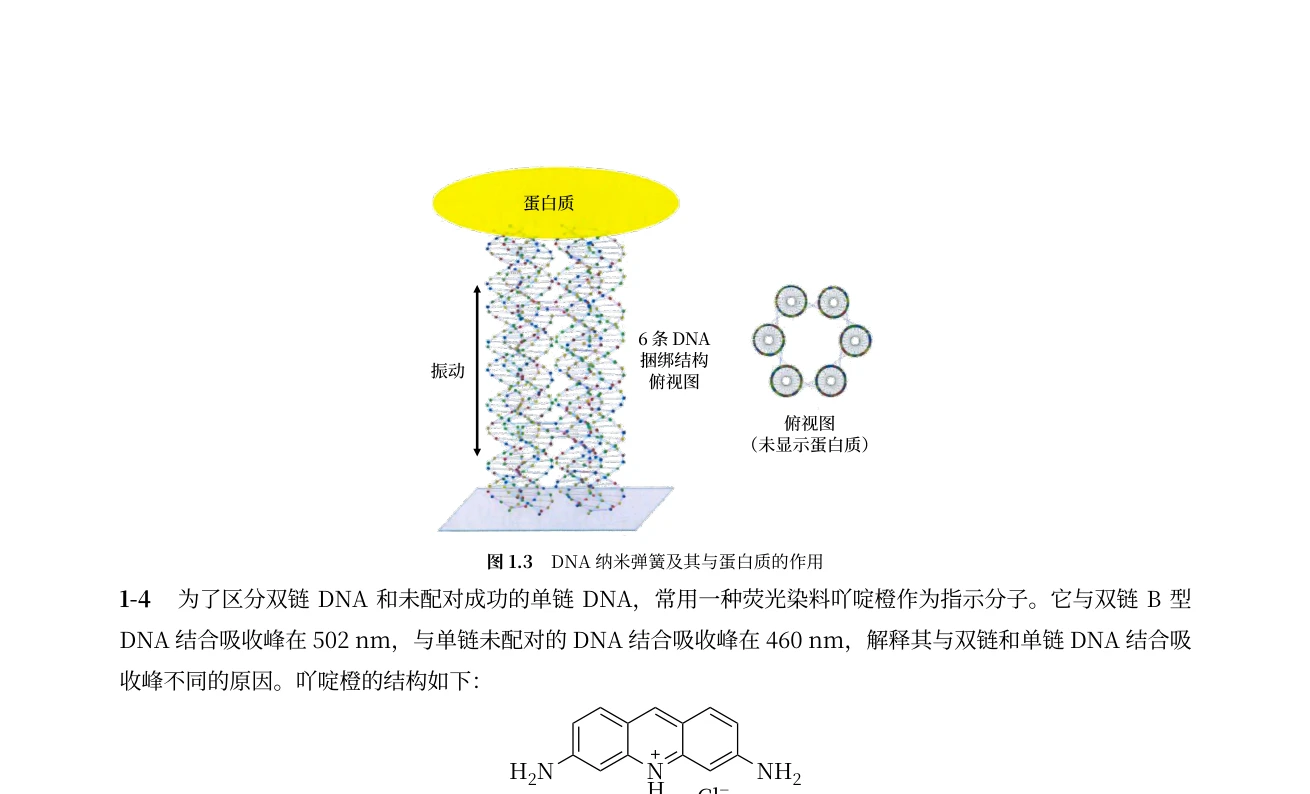 蛋白质
振动
6 条 DNA
捆绑结构
俯视图
俯视图
（未显示蛋白质）
图 1.3 DNA 纳米弹簧及其与蛋白质的作用
1-4 为了区分双链 DNA 和未配对成功的单链 DNA，常用一种荧光染料吖啶橙作为指示分子。它与双链 B 型
DNA 结合吸收峰在 502 nm，与单链未配对的 DNA 结合吸收峰在 460 nm，解释其与双链和单链 DNA 结合吸
收峰不同的原因。吖啶橙的结构如下：
H₂N N⁺ NH₂
H Cl⁻